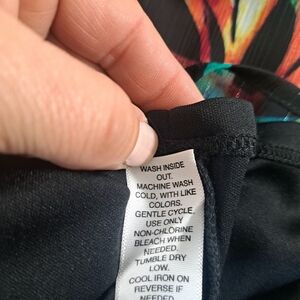 WASH INSIDE
OUT.
MACHINE WASH
COLD, WITH LIKE
COLORS.
GENTLE CYCLE.
USE ONLY
NON-CHLORINE
BLEACH WHEN
NEEDED.
TUMBLE DRY
LOW.
COOL IRON ON
REVERSE IF
NEEDED